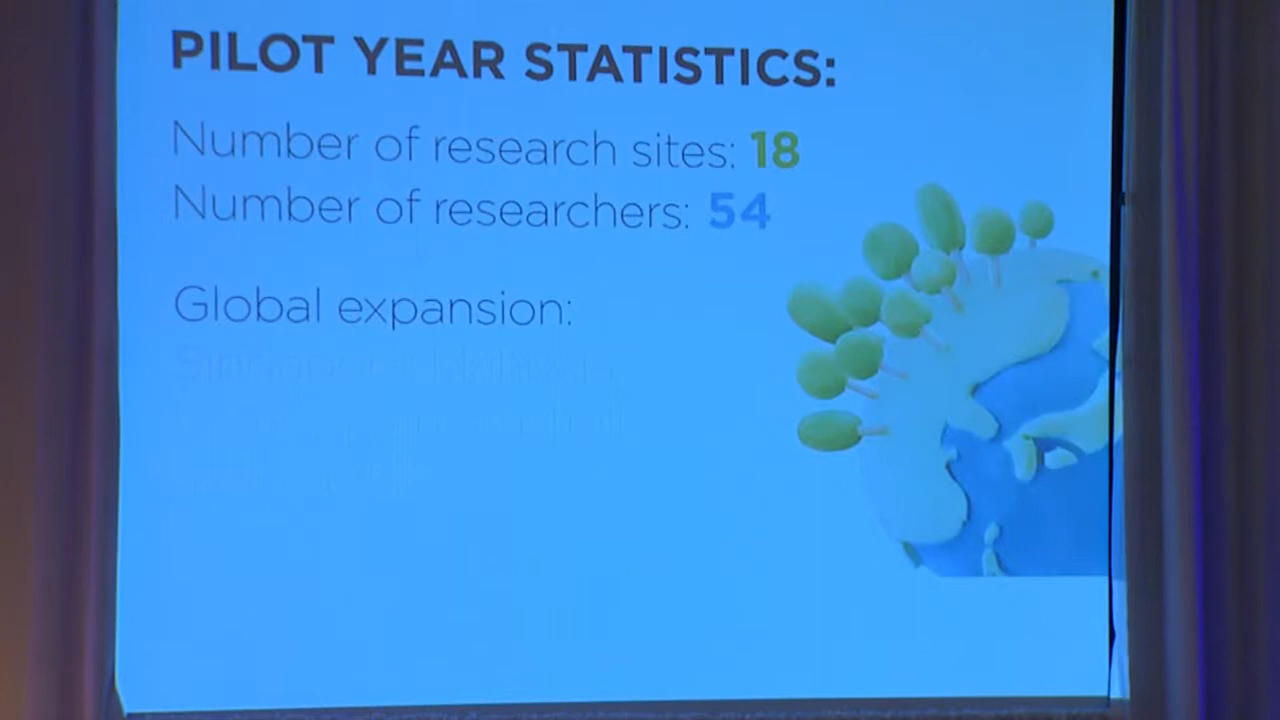 PILOT YEAR STATISTICS:
Number of research sites: 18
Number of researchers: 54
Global expansion: